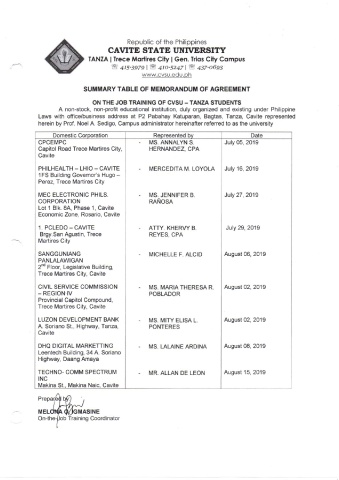 Republic of the Philippines
CAVITE STATE UNIVERSITY
TANZA | Trece Martires City | Gen. Trias City Campus
☏ 415-3979 | ☏ 410-5247 | ☏ 437-0693
www.cvsu.edu.ph
SUMMARY TABLE OF MEMORANDUM OF AGREEMENT
ON THE JOB TRAINING OF CVSU – TANZA STUDENTS
A non-stock, non-profit educational institution, duly organized and existing under Philippine
Laws with office/business address at P2 Pabahay Kaluparan, Bagtas, Tanza, Cavite represented
herein by Prof. Noel A. Sedigo, Campus administrator hereinafter referred to as the university
Domestic Corporation Represented by Date
CPCEMPC - MS. ANNALYN S. July 05, 2019
Capitol Road Trece Martires City, HERNANDEZ, CPA
Cavite
PHILHEALTH – LHIO – CAVITE - MERCEDITA M. LOYOLA July 16, 2019
1FS Building Governor's Hugo –
Perez, Trece Martires City
MEC ELECTRONIC PHILS. - MS. JENNIFER B. July 27, 2019
CORPORATION RAÑOSA
Lot 1 Blk. 8A, Phase 1, Cavite
Economic Zone, Rosario, Cavite
1. PCLEDO – CAVITE - ATTY. KHERVY B. July 29, 2019
Brgy San Agustin, Trece REYES, CPA
Martires City
SANGGUNIANG - MICHELLE F. ALCID August 08, 2019
PANLALAWIGAN
2nd Floor, Legislative Building,
Trece Martires City, Cavite
CIVIL SERVICE COMMISSION - MS. MARIA THERESA R. August 02, 2019
– REGION IV POBLADOR
Provincial Capitol Compound,
Trece Martires City, Cavite
LUZON DEVELOPMENT BANK - MS. MITY ELISA L. August 02, 2019
A. Soriano St., Highway, Tanza, PONTERES
Cavite
DHQ DIGITAL MARKETTING - MS. LALAINE ARDINA August 08, 2019
Leentech Building, 34 A. Soriano
Highway, Daang Amaya
TECHNO- COMM SPECTRUM - MR. ALLAN DE LEON August 15, 2019
INC
Makina St., Makina Naic, Cavite
Prepared by:
MELONA O. IGMASINE
On-the-Job Training Coordinator